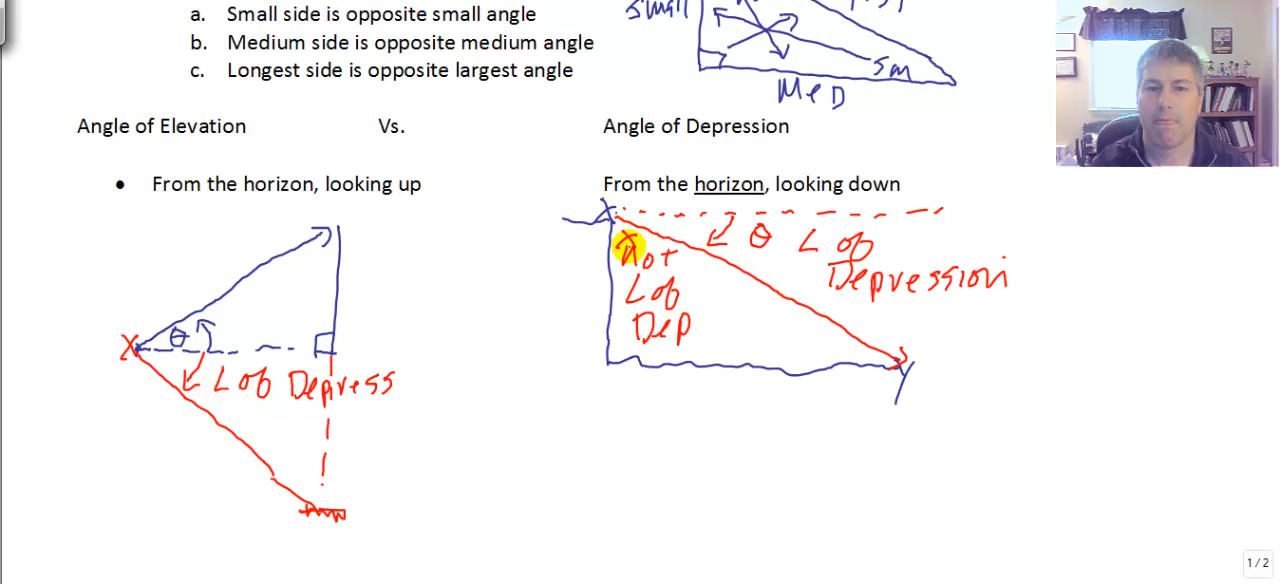 a. Small side is opposite small angle
b. Medium side is opposite medium angle
c. Longest side is opposite largest angle
small
sm
MeD
Angle of Elevation Vs. Angle of Depression
• From the horizon, looking up
From the horizon, looking down
θ
X
∠ of Depress
X
θ ∠ of
Depression
Not
∠ of
Dep
Y
1 / 2